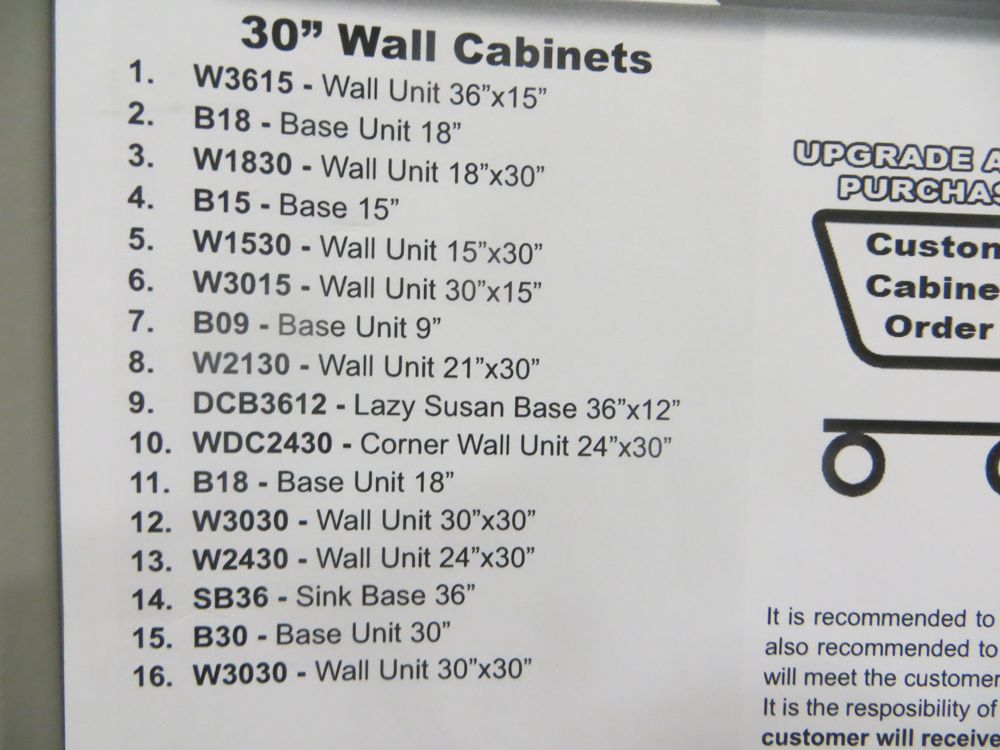 30” Wall Cabinets
1. W3615 - Wall Unit 36”x15”
2. B18 - Base Unit 18”
3. W1830 - Wall Unit 18”x30”
4. B15 - Base 15”
5. W1530 - Wall Unit 15”x30”
6. W3015 - Wall Unit 30”x15”
7. B09 - Base Unit 9”
8. W2130 - Wall Unit 21”x30”
9. DCB3612 - Lazy Susan Base 36”x12”
10. WDC2430 - Corner Wall Unit 24”x30”
11. B18 - Base Unit 18”
12. W3030 - Wall Unit 30”x30”
13. W2430 - Wall Unit 24”x30”
14. SB36 - Sink Base 36”
15. B30 - Base Unit 30”
16. W3030 - Wall Unit 30”x30”
UPGRADE A
PURCHAS
Custom
Cabine
Order
It is recommended to
also recommended to
will meet the customer
It is the resposibility of
customer will receive